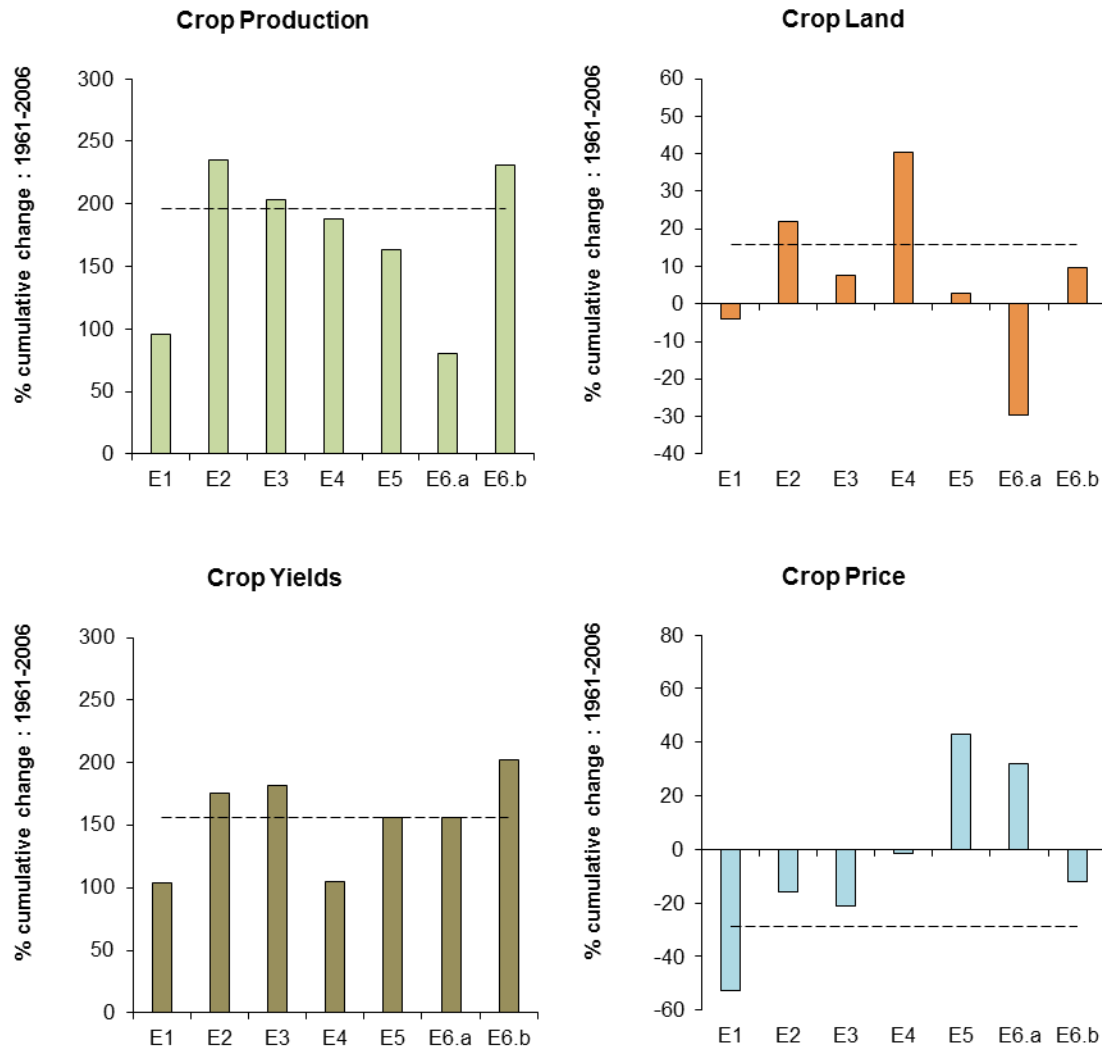 Crop Production
% cumulative change : 1961-2006
300
250
200
150
100
50
0
E1 E2 E3 E4 E5 E6.a E6.b
Crop Land
% cumulative change : 1961-2006
60
50
40
30
20
10
0
-10
-20
-30
-40
E1 E2 E3 E4 E5 E6.a E6.b
Crop Yields
% cumulative change : 1961-2006
300
250
200
150
100
50
0
E1 E2 E3 E4 E5 E6.a E6.b
Crop Price
% cumulative change : 1961-2006
80
60
40
20
0
-20
-40
-60
E1 E2 E3 E4 E5 E6.a E6.b